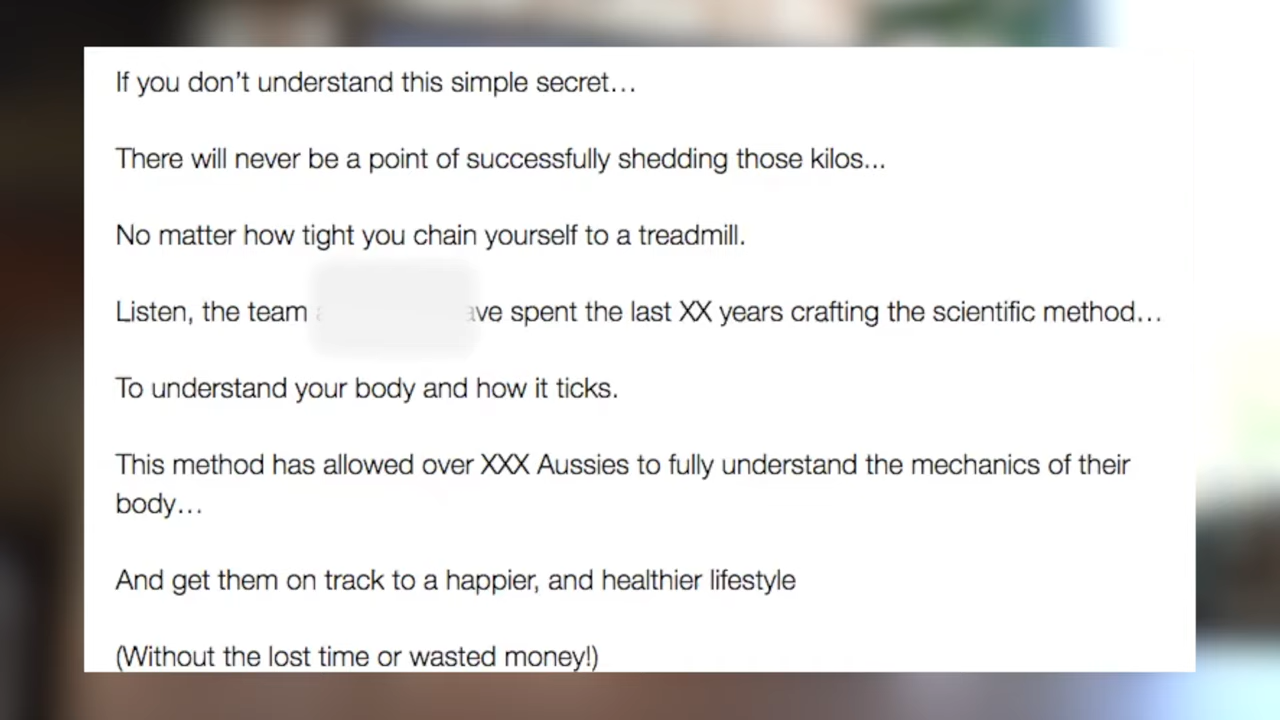 If you don’t understand this simple secret…
There will never be a point of successfully shedding those kilos...
No matter how tight you chain yourself to a treadmill.
Listen, the team ave spent the last XX years crafting the scientific method…
To understand your body and how it ticks.
This method has allowed over XXX Aussies to fully understand the mechanics of their
body…
And get them on track to a happier, and healthier lifestyle
(Without the lost time or wasted money!)